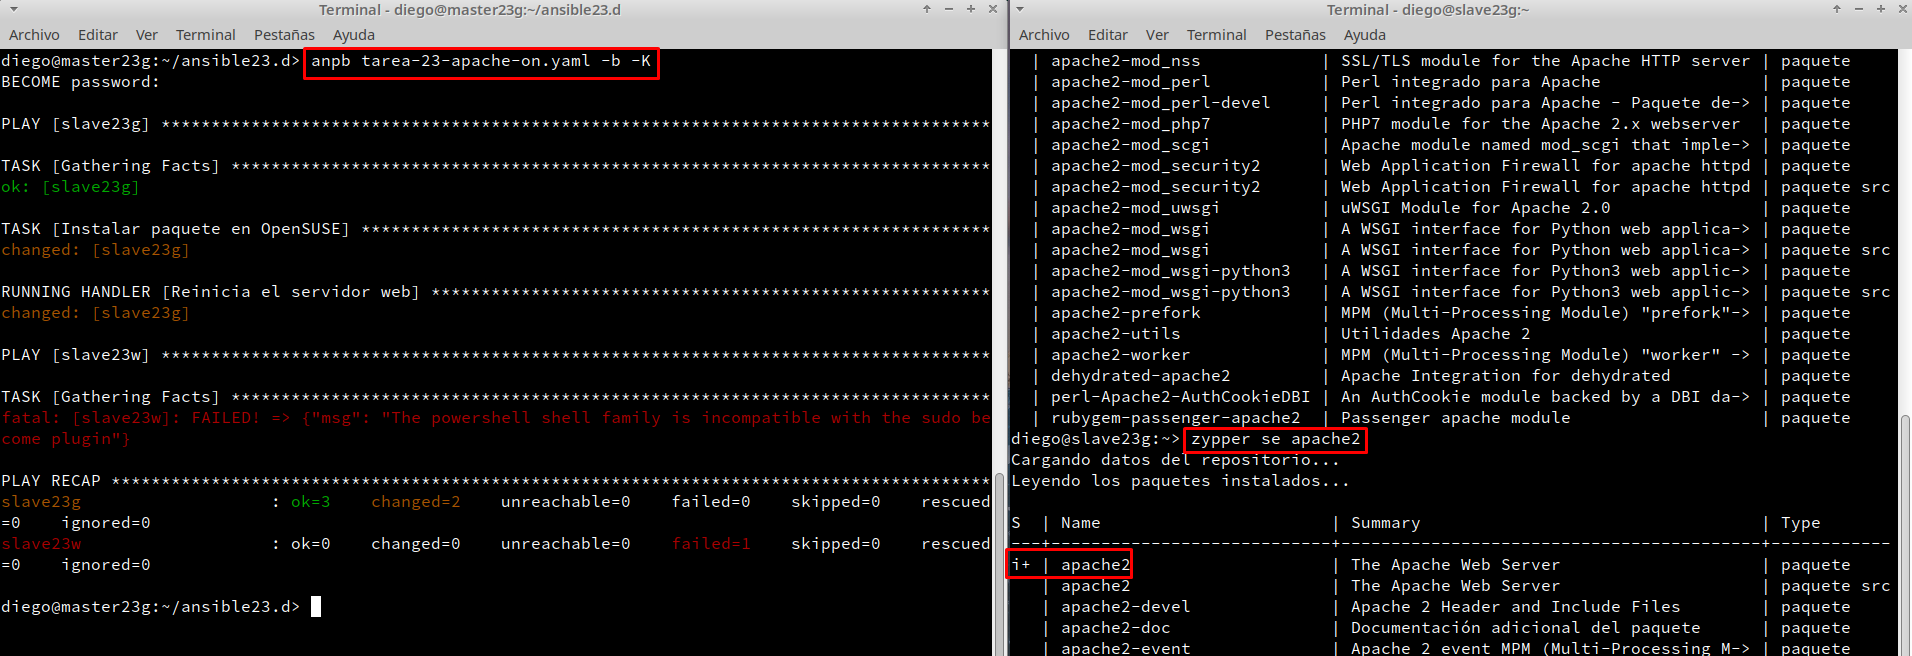 Terminal - diego@master23g:~/ansible23.d
Archivo Editar Ver Terminal Pestañas Ayuda
diego@master23g:~/ansible23.d> anpb tarea-23-apache-on.yaml -b -K
BECOME password:
PLAY [slave23g] ***********************************************************************************
TASK [Gathering Facts] ****************************************************************************
ok: [slave23g]
TASK [Instalar paquete en OpenSUSE] ***************************************************************
changed: [slave23g]
RUNNING HANDLER [Reinicia el servidor web] ********************************************************
changed: [slave23g]
PLAY [slave23w] ***********************************************************************************
TASK [Gathering Facts] ****************************************************************************
fatal: [slave23w]: FAILED! => {"msg": "The powershell shell family is incompatible with the sudo be
come plugin"}
PLAY RECAP ****************************************************************************************
slave23g : ok=3 changed=2 unreachable=0 failed=0 skipped=0 rescued
=0 ignored=0
slave23w : ok=0 changed=0 unreachable=0 failed=1 skipped=0 rescued
=0 ignored=0
diego@master23g:~/ansible23.d>
Terminal - diego@slave23g:~
Archivo Editar Ver Terminal Pestañas Ayuda
| apache2-mod_nss | SSL/TLS module for the Apache HTTP server | paquete
| apache2-mod_perl | Perl integrado para Apache | paquete
| apache2-mod_perl-devel | Perl integrado para Apache - Paquete de-> | paquete
| apache2-mod_php7 | PHP7 module for the Apache 2.x webserver | paquete
| apache2-mod_scgi | Apache module named mod_scgi that imple-> | paquete
| apache2-mod_security2 | Web Application Firewall for apache httpd | paquete
| apache2-mod_security2 | Web Application Firewall for apache httpd | paquete src
| apache2-mod_uwsgi | uWSGI Module for Apache 2.0 | paquete
| apache2-mod_wsgi | A WSGI interface for Python web applica-> | paquete
| apache2-mod_wsgi | A WSGI interface for Python web applica-> | paquete src
| apache2-mod_wsgi-python3 | A WSGI interface for Python3 web applic-> | paquete
| apache2-mod_wsgi-python3 | A WSGI interface for Python3 web applic-> | paquete src
| apache2-prefork | MPM (Multi-Processing Module) "prefork"-> | paquete
| apache2-utils | Utilidades Apache 2 | paquete
| apache2-worker | MPM (Multi-Processing Module) "worker" -> | paquete
| dehydrated-apache2 | Apache Integration for dehydrated | paquete
| perl-Apache2-AuthCookieDBI | An AuthCookie module backed by a DBI da-> | paquete
| rubygem-passenger-apache2 | Passenger apache module | paquete
diego@slave23g:~> zypper se apache2
Cargando datos del repositorio...
Leyendo los paquetes instalados...
S | Name | Summary | Type
---+----------------------------+-------------------------------------------+------------
i+ | apache2 | The Apache Web Server | paquete
| apache2 | The Apache Web Server | paquete src
| apache2-devel | Apache 2 Header and Include Files | paquete
| apache2-doc | Documentación adicional del paquete | paquete
| apache2-event | Apache 2 event MPM (Multi-Processing M-> | paquete